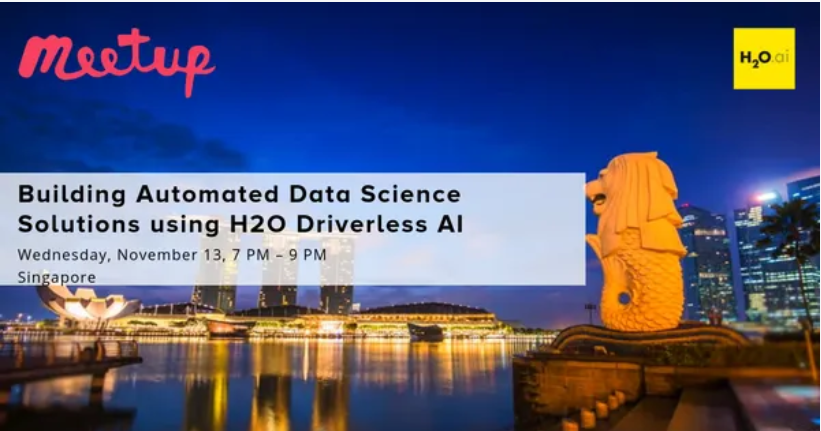 meetup
H2O.ai
Building Automated Data Science
Solutions using H2O Driverless AI
Wednesday, November 13, 7 PM – 9 PM
Singapore